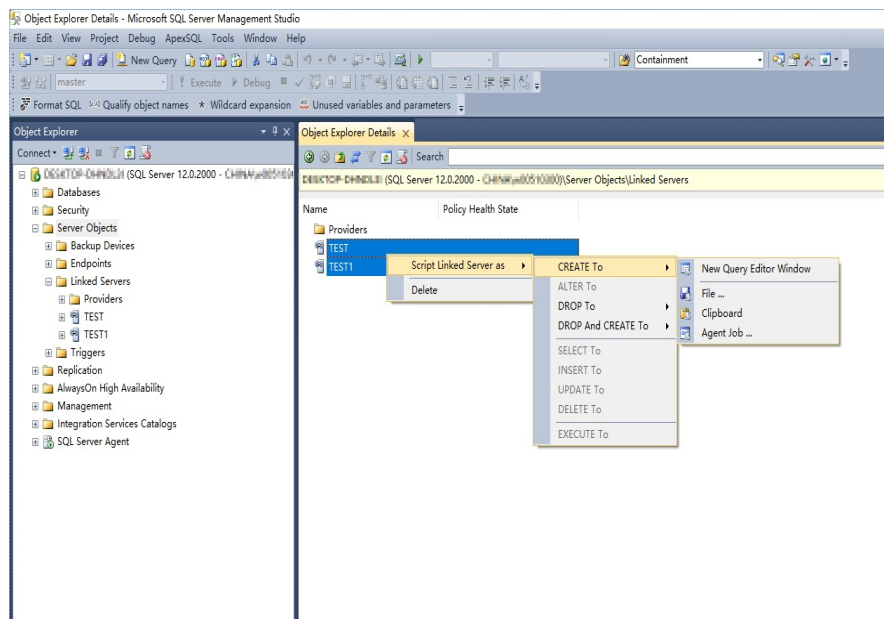 Object Explorer Details - Microsoft SQL Server Management Studio
File Edit View Project Debug ApexSQL Tools Window Help
New Query Containment
master Execute Debug
Format SQL Qualify object names Wildcard expansion Unused variables and parameters
Object Explorer
Connect
(SQL Server 12.0.2000 -
Databases
Security
Server Objects
Backup Devices
Endpoints
Linked Servers
Providers
TEST
TEST1
Triggers
Replication
AlwaysOn High Availability
Management
Integration Services Catalogs
SQL Server Agent
Object Explorer Details
Search
(SQL Server 12.0.2000 - )\Server Objects\Linked Servers
Name Policy Health State
Providers
TEST
TEST1
Script Linked Server as
Delete
CREATE To
ALTER To
DROP To
DROP And CREATE To
SELECT To
INSERT To
UPDATE To
DELETE To
EXECUTE To
New Query Editor Window
File ...
Clipboard
Agent Job ...